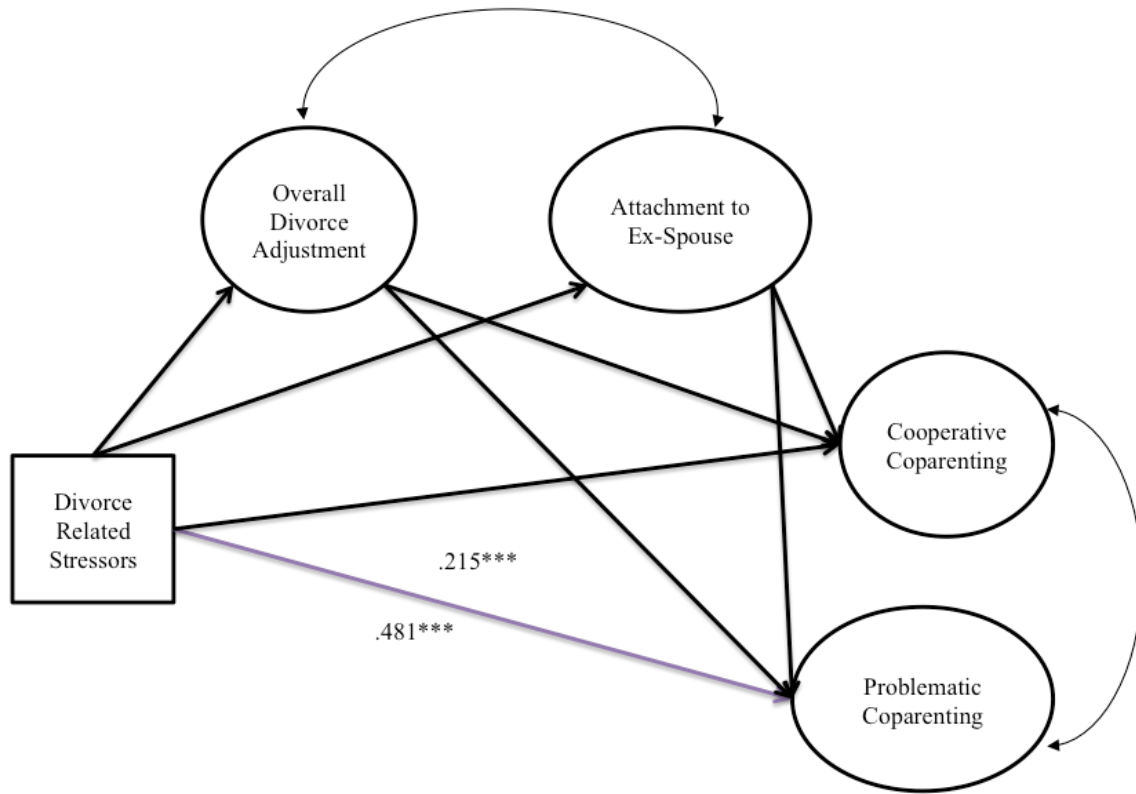 Overall
Divorce
Adjustment
Attachment to
Ex-Spouse
Cooperative
Coparenting
Divorce
Related
Stressors
.215***
.481***
Problematic
Coparenting